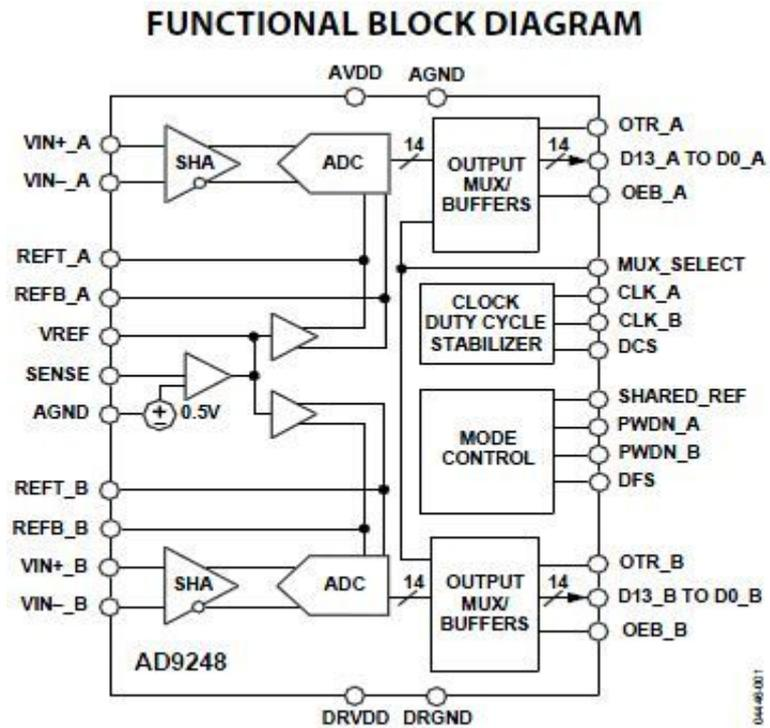 FUNCTIONAL BLOCK DIAGRAM
AVDD AGND
VIN+_A
VIN–_A
SHA
ADC
14
OUTPUT
MUX/
BUFFERS
14
OTR_A
D13_A TO D0_A
OEB_A
REFT_A
REFB_A
VREF
SENSE
AGND
0.5V
MUX_SELECT
CLOCK
DUTY CYCLE
STABILIZER
CLK_A
CLK_B
DCS
MODE
CONTROL
SHARED_REF
PWDN_A
PWDN_B
DFS
REFT_B
REFB_B
VIN+_B
VIN–_B
SHA
ADC
14
OUTPUT
MUX/
BUFFERS
14
OTR_B
D13_B TO D0_B
OEB_B
AD9248
DRVDD DRGND
04446-001